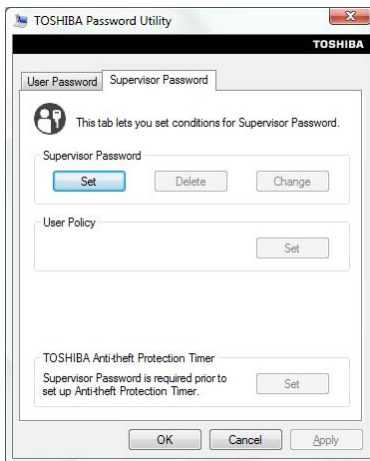 TOSHIBA Password Utility
TOSHIBA
User Password Supervisor Password
This tab lets you set conditions for Supervisor Password.
Supervisor Password
Set Delete Change
User Policy
Set
TOSHIBA Anti-theft Protection Timer
Supervisor Password is required prior to
set up Anti-theft Protection Timer.
Set
OK Cancel Apply